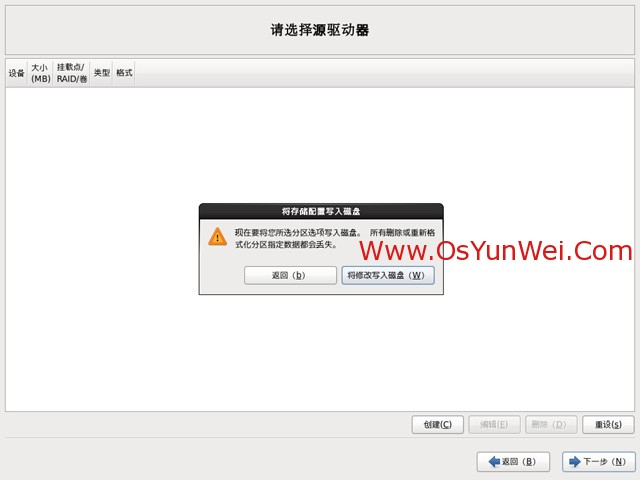 请选择源驱动器
设备
大小
(MB)
挂载点/
RAID/卷
类型
格式
将存储配置写入磁盘
现在要将您所选分区选项写入磁盘。 所有删除或重新格
式化分区指定数据都会丢失。
返回（b）
将修改写入磁盘（W）
Www.OsYunWei.Com
创建(C)
编辑(E)
删除（D）
重设(s)
返回（B）
下一步（N）